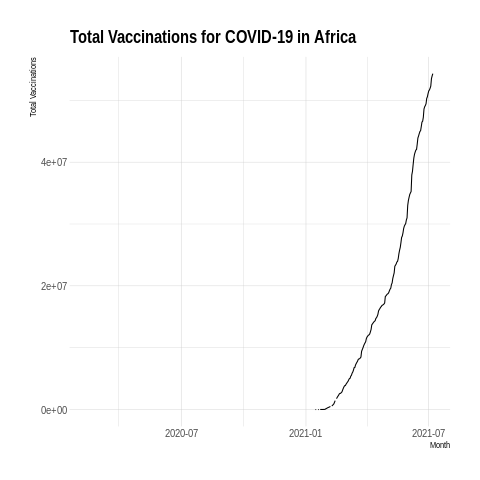 Total Vaccinations for COVID-19 in Africa
Total Vaccinations
4e+07
2e+07
0e+00
2020-07
2021-01
2021-07
Month